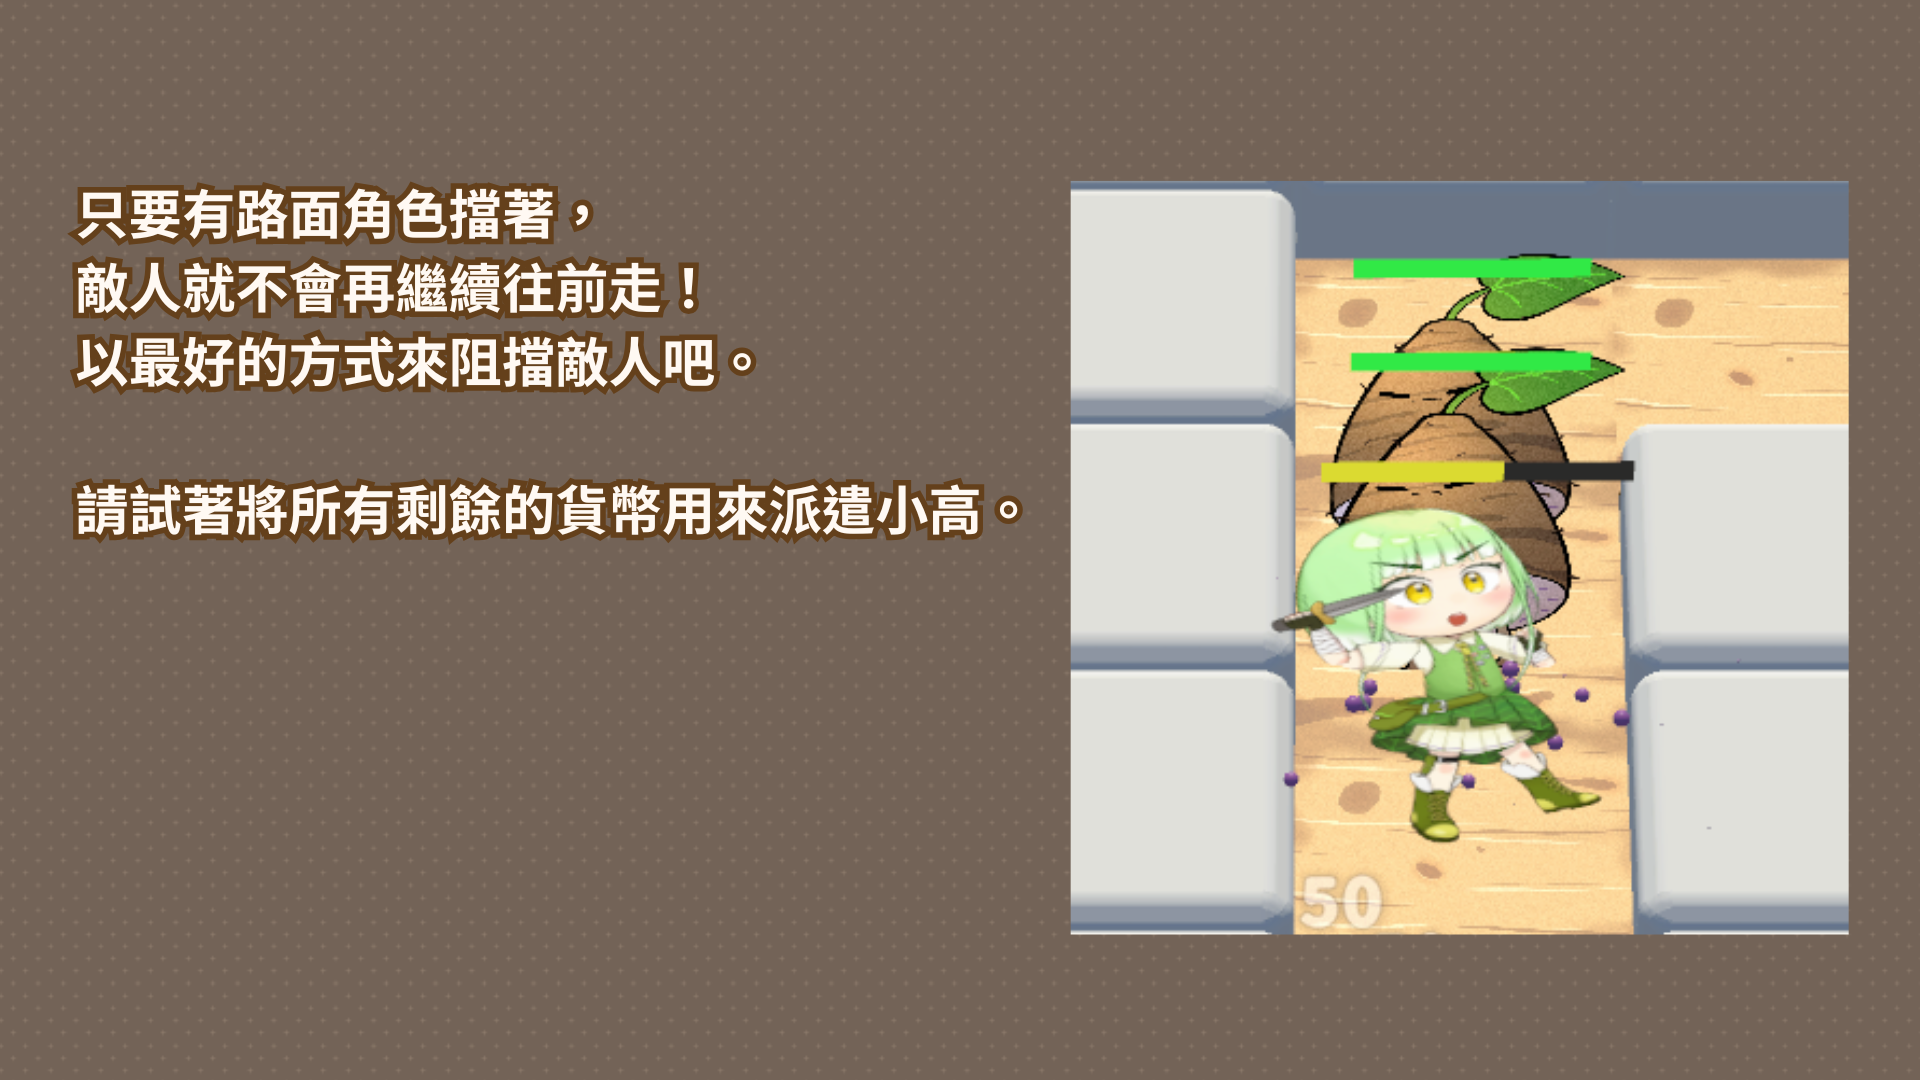 只要有路面角色擋著，
敵人就不會再繼續往前走！
以最好的方式來阻擋敵人吧。
請試著將所有剩餘的貨幣用來派遣小高。
50